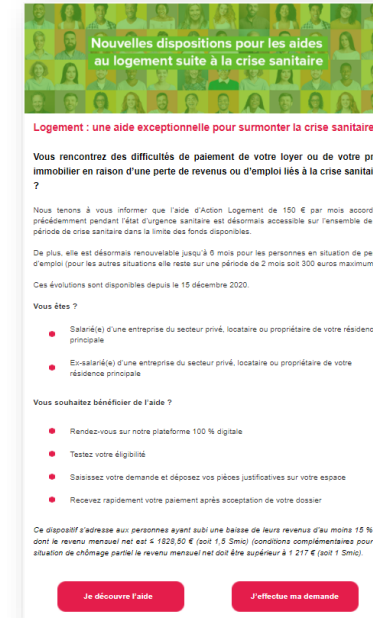 Nouvelles dispositions pour les aides
au logement suite à la crise sanitaire
Logement : une aide exceptionnelle pour surmonter la crise sanitaire
Vous rencontrez des difficultés de paiement de votre loyer ou de votre pr
immobilier en raison d'une perte de revenus ou d'emploi liés à la crise sanitai
?
Nous tenons à vous informer que l'aide d'Action Logement de 150 € par mois accord
précédemment pendant l'état d'urgence sanitaire est désormais accessible sur l'ensemble de
période de crise sanitaire dans la limite des fonds disponibles.
De plus, elle est désormais renouvelable jusqu'à 6 mois pour les personnes en situation de pe
d'emploi (pour les autres situations elle reste sur une période de 2 mois soit 300 euros maximum
Ces évolutions sont disponibles depuis le 15 décembre 2020.
Vous êtes ?
Salarié(e) d'une entreprise du secteur privé, locataire ou propriétaire de votre résidenc
principale
Ex-salarié(e) d'une entreprise du secteur privé, locataire ou propriétaire de votre
résidence principale
Vous souhaitez bénéficier de l'aide ?
Rendez-vous sur notre plateforme 100 % digitale
Testez votre éligibilité
Saisissez votre demande et déposez vos pièces justificatives sur votre espace
Recevez rapidement votre paiement après acceptation de votre dossier
Ce dispositif s'adresse aux personnes ayant subi une baisse de leurs revenus d'au moins 15 %
dont le revenu mensuel net est ≤ 1828,50 € (soit 1,5 Smic) (conditions complémentaires pour
situation de chômage partiel le revenu mensuel net doit être supérieur à 1 217 € (soit 1 Smic).
Je découvre l'aide
J'effectue ma demande